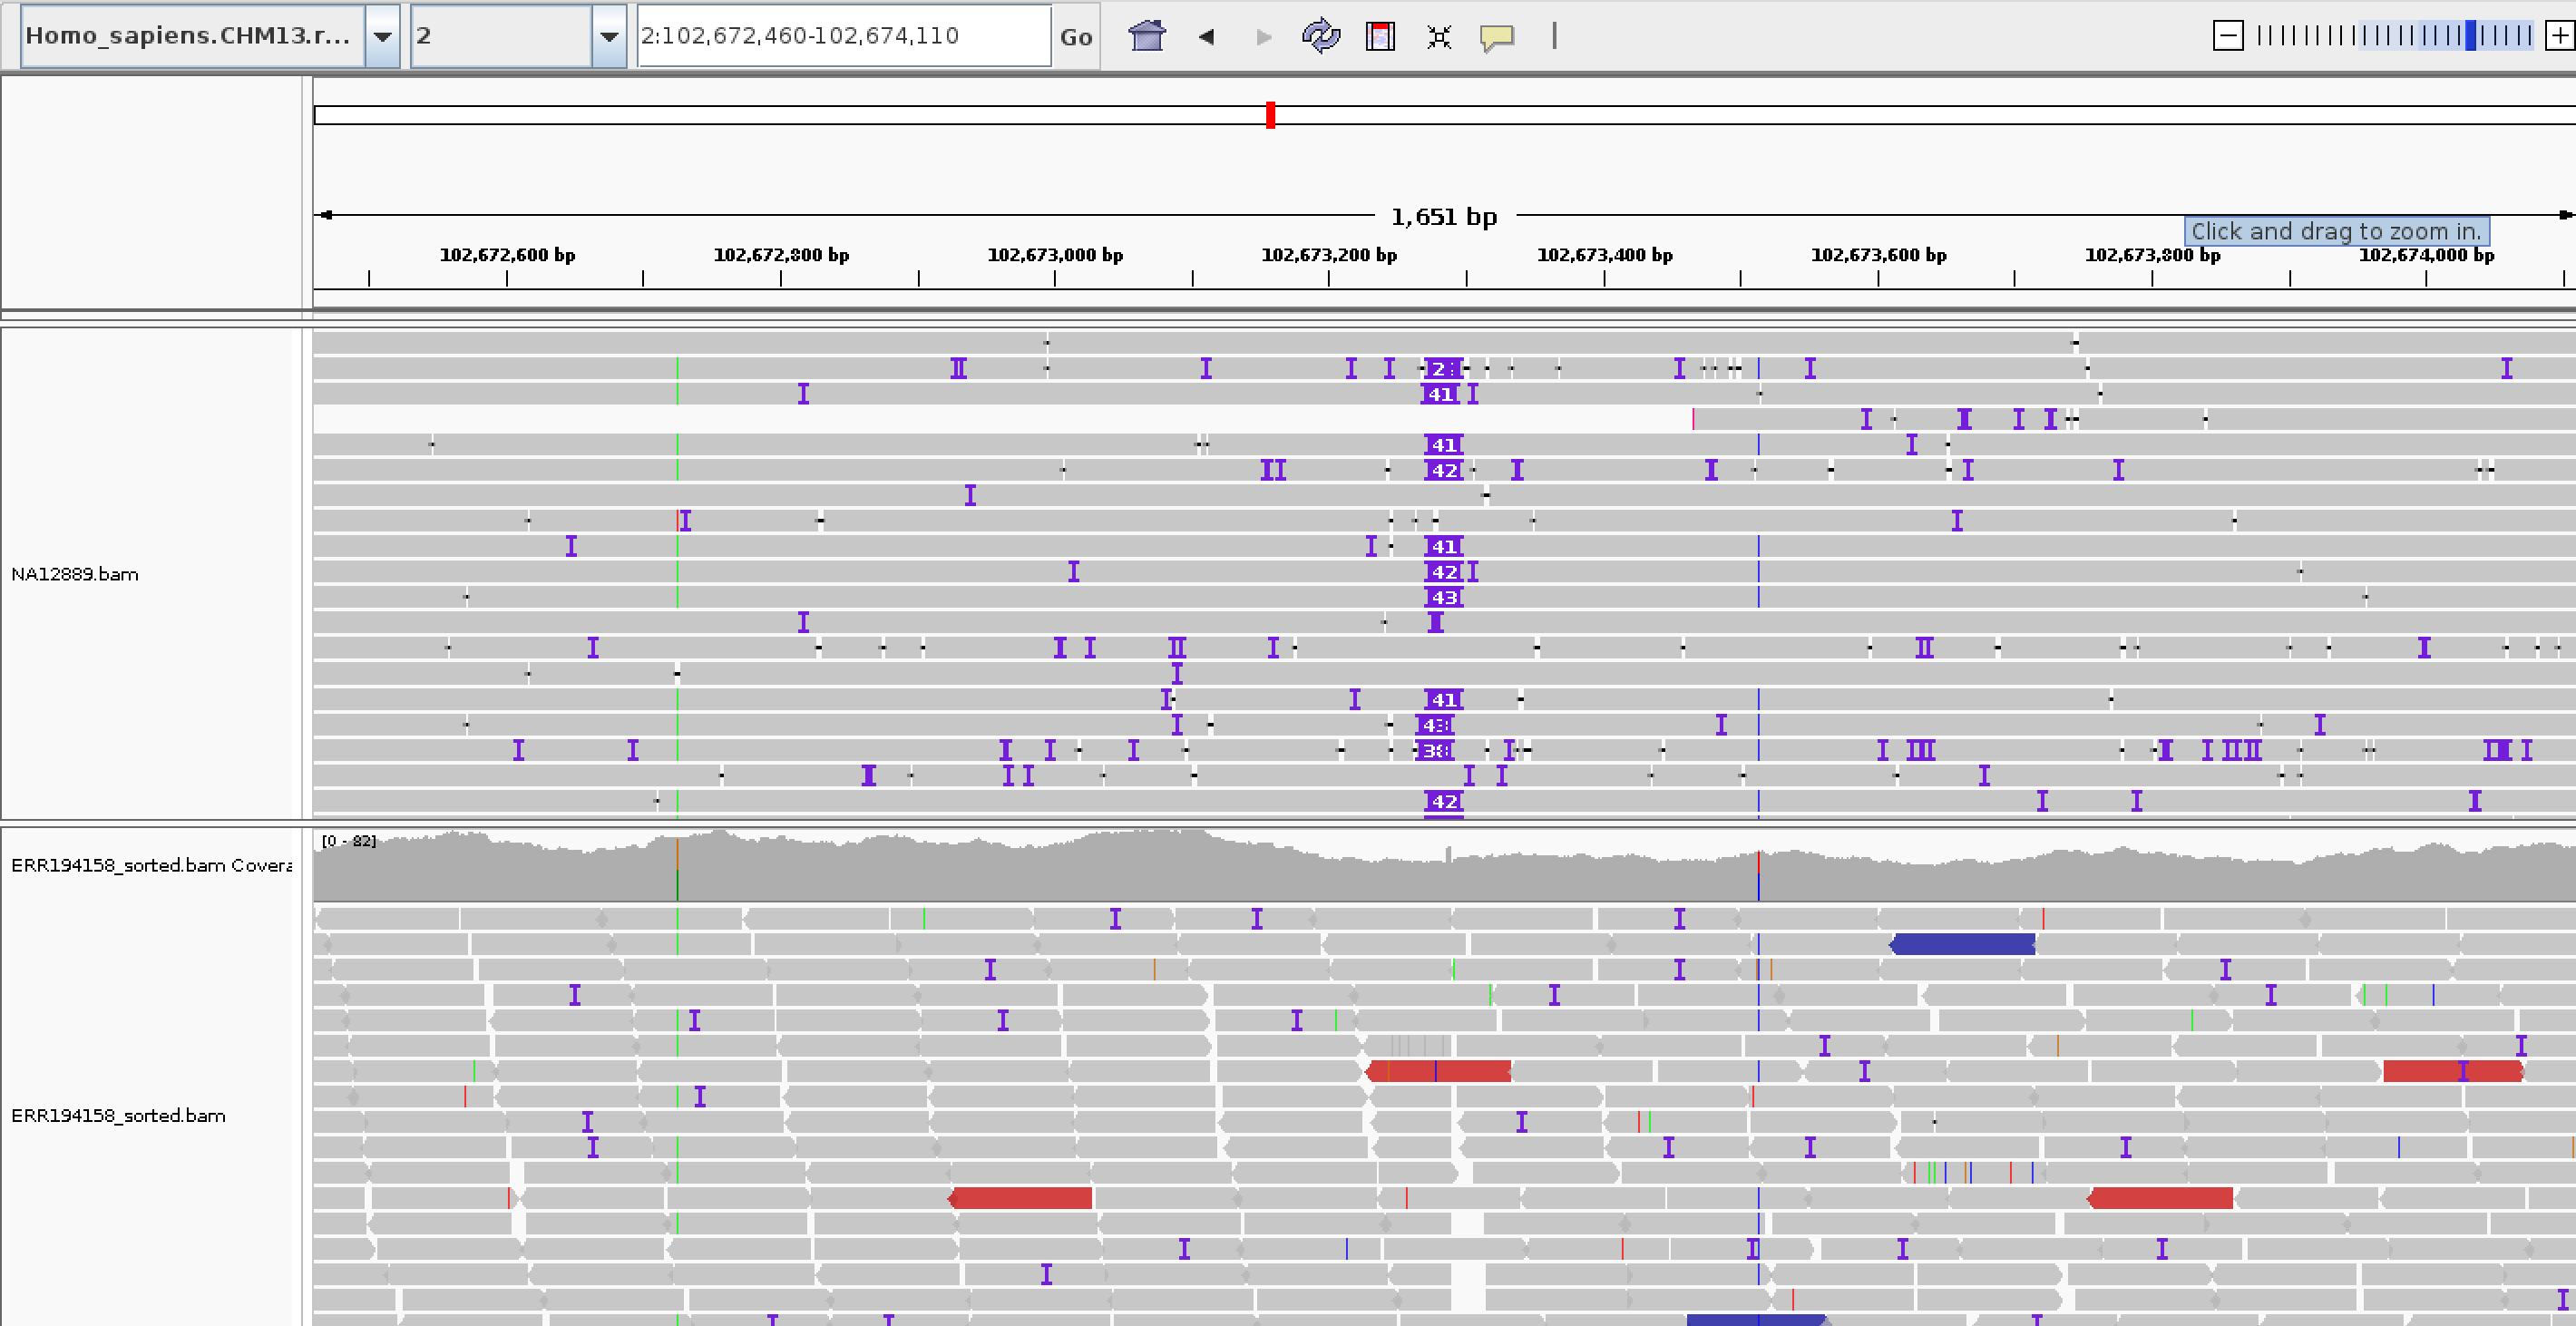 Homo_sapiens.CHM13.r... 2 2:102,672,460-102,674,110 Go
1,651 bp
Click and drag to zoom in.
102,672,600 bp 102,672,800 bp 102,673,000 bp 102,673,200 bp 102,673,400 bp 102,673,600 bp 102,673,800 bp 102,674,000 bp
41
41
42
NA12889.bam
41
42
43
41
42
[0 - 82]
ERR194158_sorted.bam Covera
ERR194158_sorted.bam